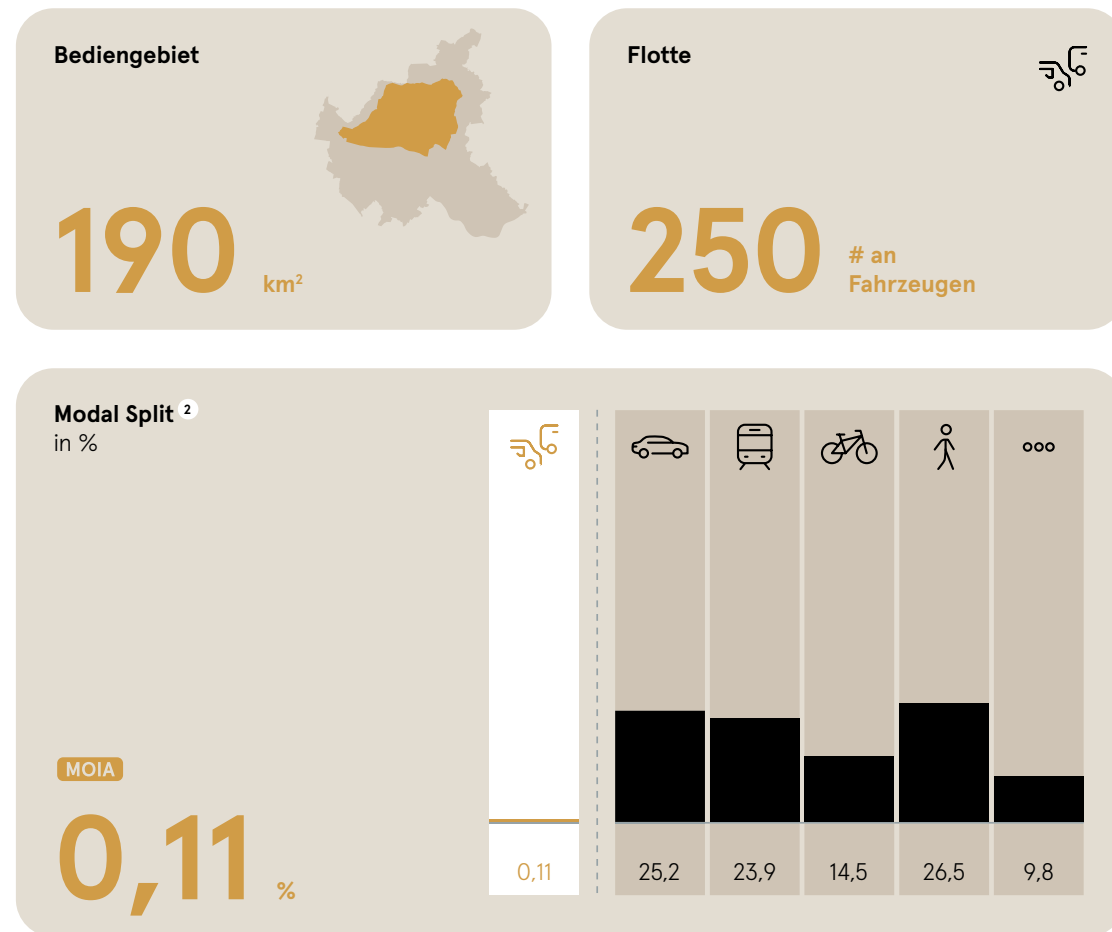 Bediengebiet
190 km²
Flotte
250 # an
Fahrzeugen
Modal Split 2
in %
MOIA
0,11 %
0,11
25,2
23,9
14,5
26,5
9,8